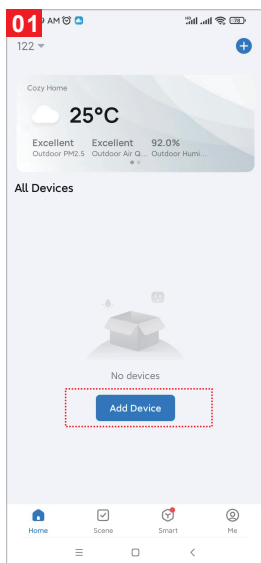 01
AM
122
Cozy Home
25°C
Excellent Excellent 92.0%
Outdoor PM2.5 Outdoor Air Q... Outdoor Humi...
All Devices
No devices
Add Device
Home Scene Smart Me